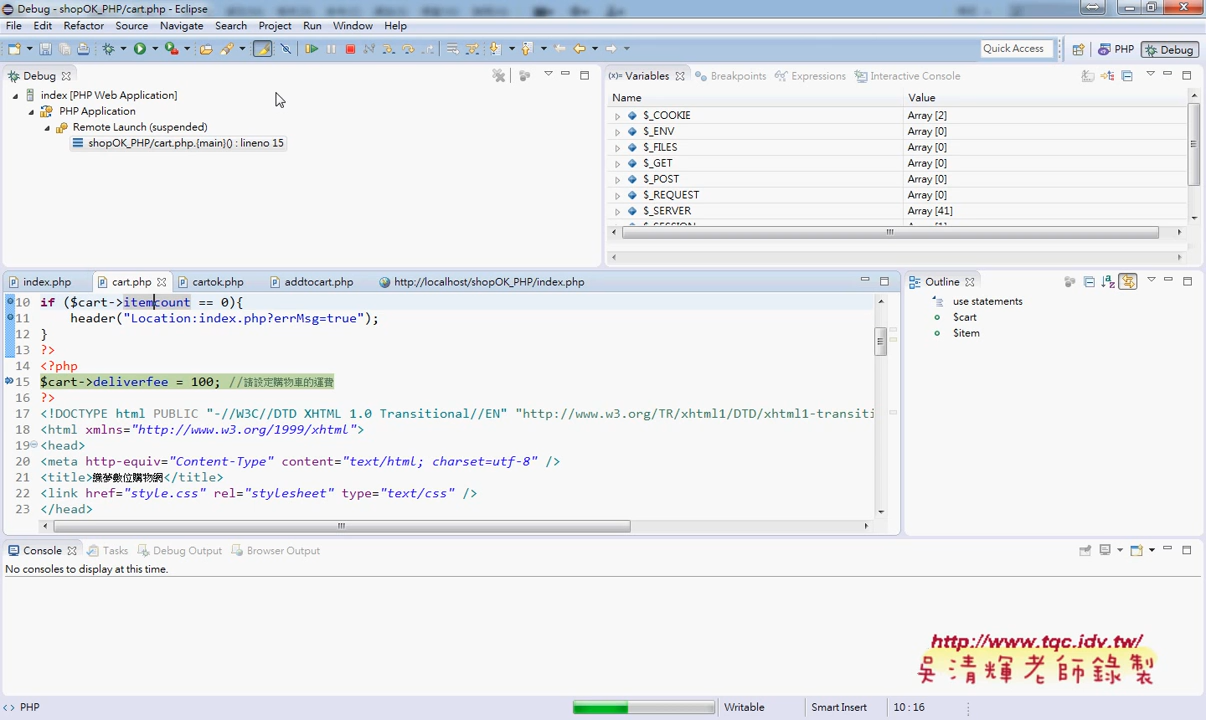 Debug - shopOK_PHP/cart.php - Eclipse
File Edit Refactor Source Navigate Search Project Run Window Help
Quick Access PHP Debug
Debug
index [PHP Web Application]
PHP Application
Remote Launch (suspended)
shopOK_PHP/cart.php.{main}() : lineno 15
(x)= Variables Breakpoints Expressions Interactive Console
Name Value
$_COOKIE Array [2]
$_ENV Array [0]
$_FILES Array [0]
$_GET Array [0]
$_POST Array [0]
$_REQUEST Array [0]
$_SERVER Array [41]
index.php cart.php cartok.php addtocart.php http://localhost/shopOK_PHP/index.php
10 if ($cart->itemcount == 0){
11 header("Location:index.php?errMsg=true");
12 }
13 ?>
14 <?php
15 $cart->deliverfee = 100; //請設定購物車的運費
16 ?>
17 <!DOCTYPE html PUBLIC "-//W3C//DTD XHTML 1.0 Transitional//EN" "http://www.w3.org/TR/xhtml1/DTD/xhtml1-transiti
18 <html xmlns="http://www.w3.org/1999/xhtml">
19 <head>
20 <meta http-equiv="Content-Type" content="text/html; charset=utf-8" />
21 <title>織夢數位購物網</title>
22 <link href="style.css" rel="stylesheet" type="text/css" />
23 </head>
Outline
use statements
$cart
$item
Console Tasks Debug Output Browser Output
No consoles to display at this time.
http://www.tqc.idv.tw/
吳清輝老師錄製
PHP Writable Smart Insert 10 : 16